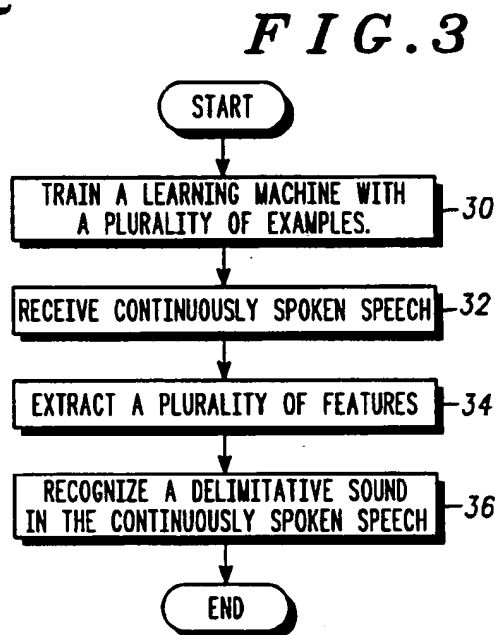 FIG.3
START
TRAIN A LEARNING MACHINE WITH
A PLURALITY OF EXAMPLES.
30
RECEIVE CONTINUOUSLY SPOKEN SPEECH
32
EXTRACT A PLURALITY OF FEATURES
34
RECOGNIZE A DELIMITATIVE SOUND
IN THE CONTINUOUSLY SPOKEN SPEECH
36
END